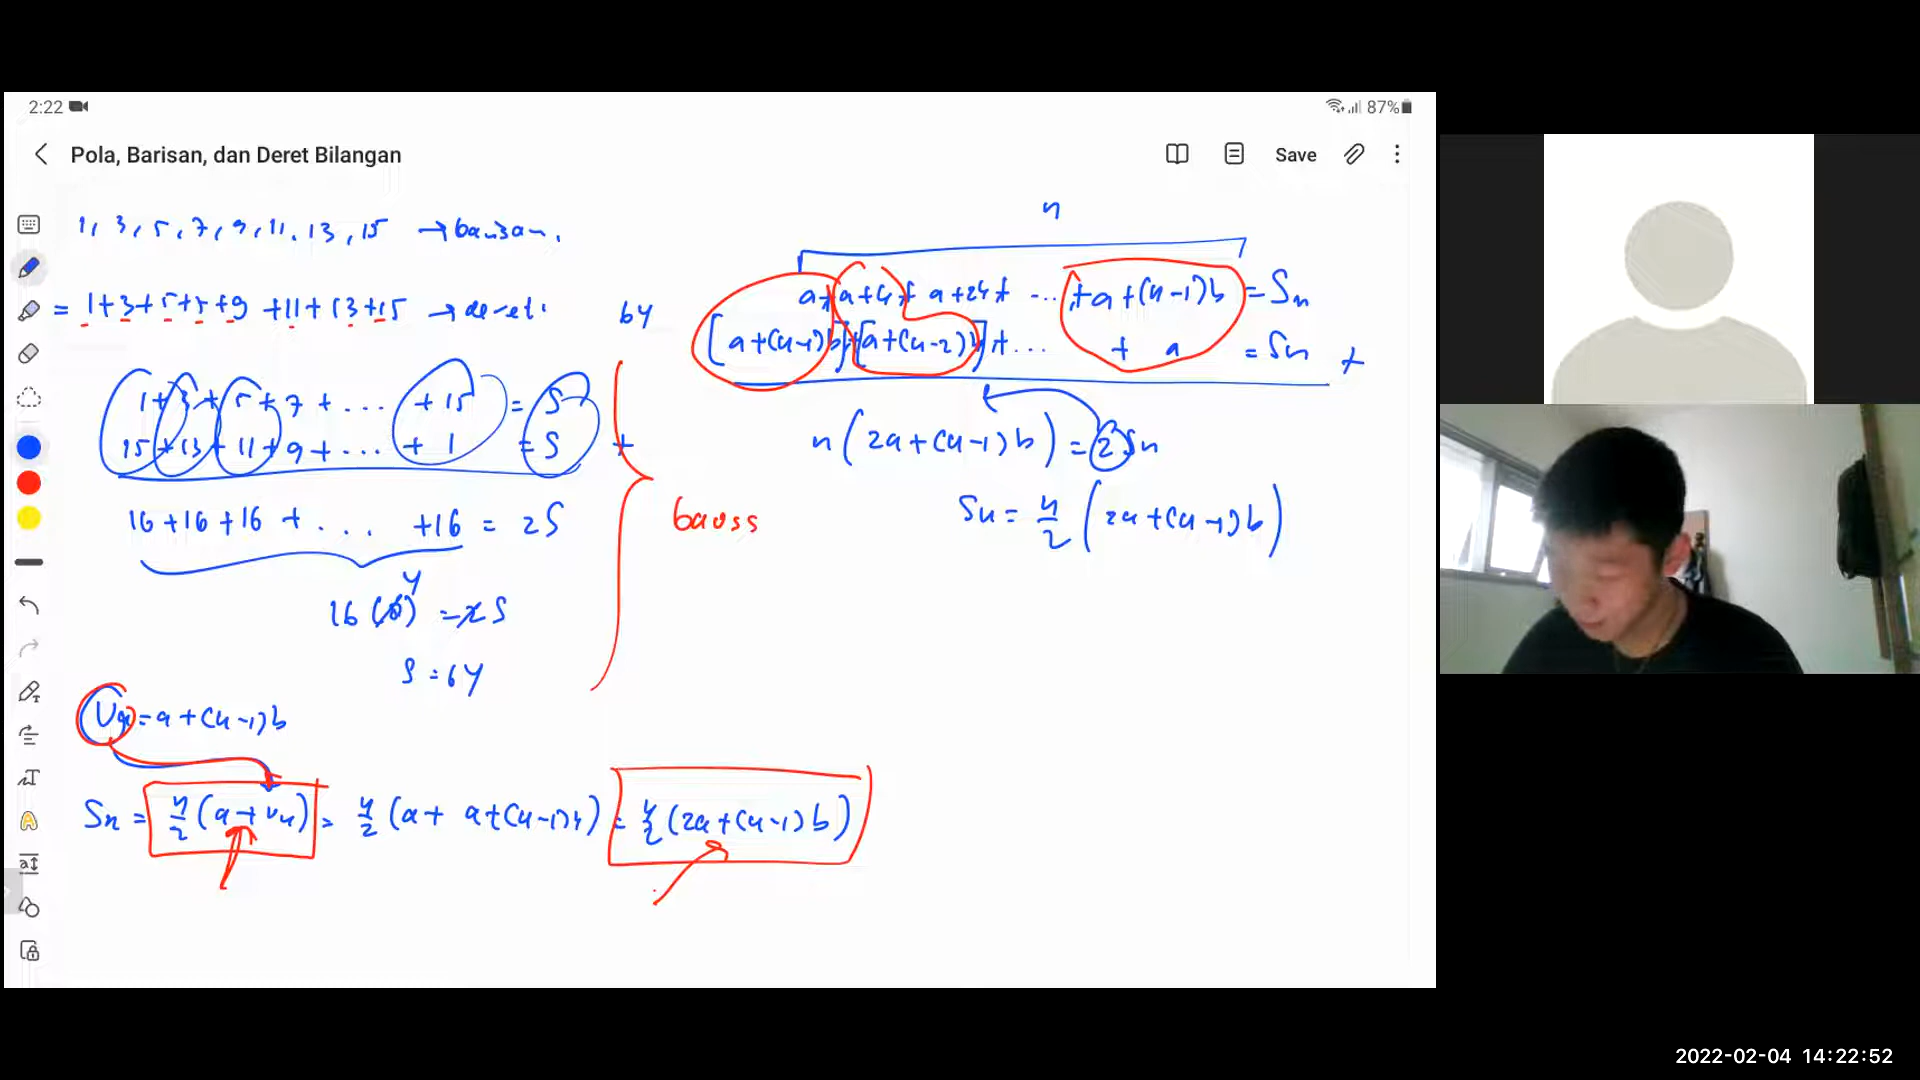 2:22 87%
Pola, Barisan, dan Deret Bilangan
Save
1, 3, 5, 7, 9, 11, 13, 15 → barisan.
= 1+3+5+7+9 +11+13+15 → deret. 64
1+3+5+7+... +15 = S
15+13+11+9+... +1 = S +
16+16+16+... +16 = 2S
16 (8) = 2S
4
S = 64
Gauss
n
a+a+b+ a+2b+ ... +a+(n-1)b = Sn
[a+(n-1)b]+[a+(n-2)b]+... + a = Sn +
n(2a+(n-1)b) = 2Sn
Sn = n/2 (2a+(n-1)b)
Un = a+(n-1)b
Sn = n/2 (a+Un) = n/2 (a+ a+(n-1)b) = n/2 (2a+(n-1)b)
2022-02-04 14:22:52